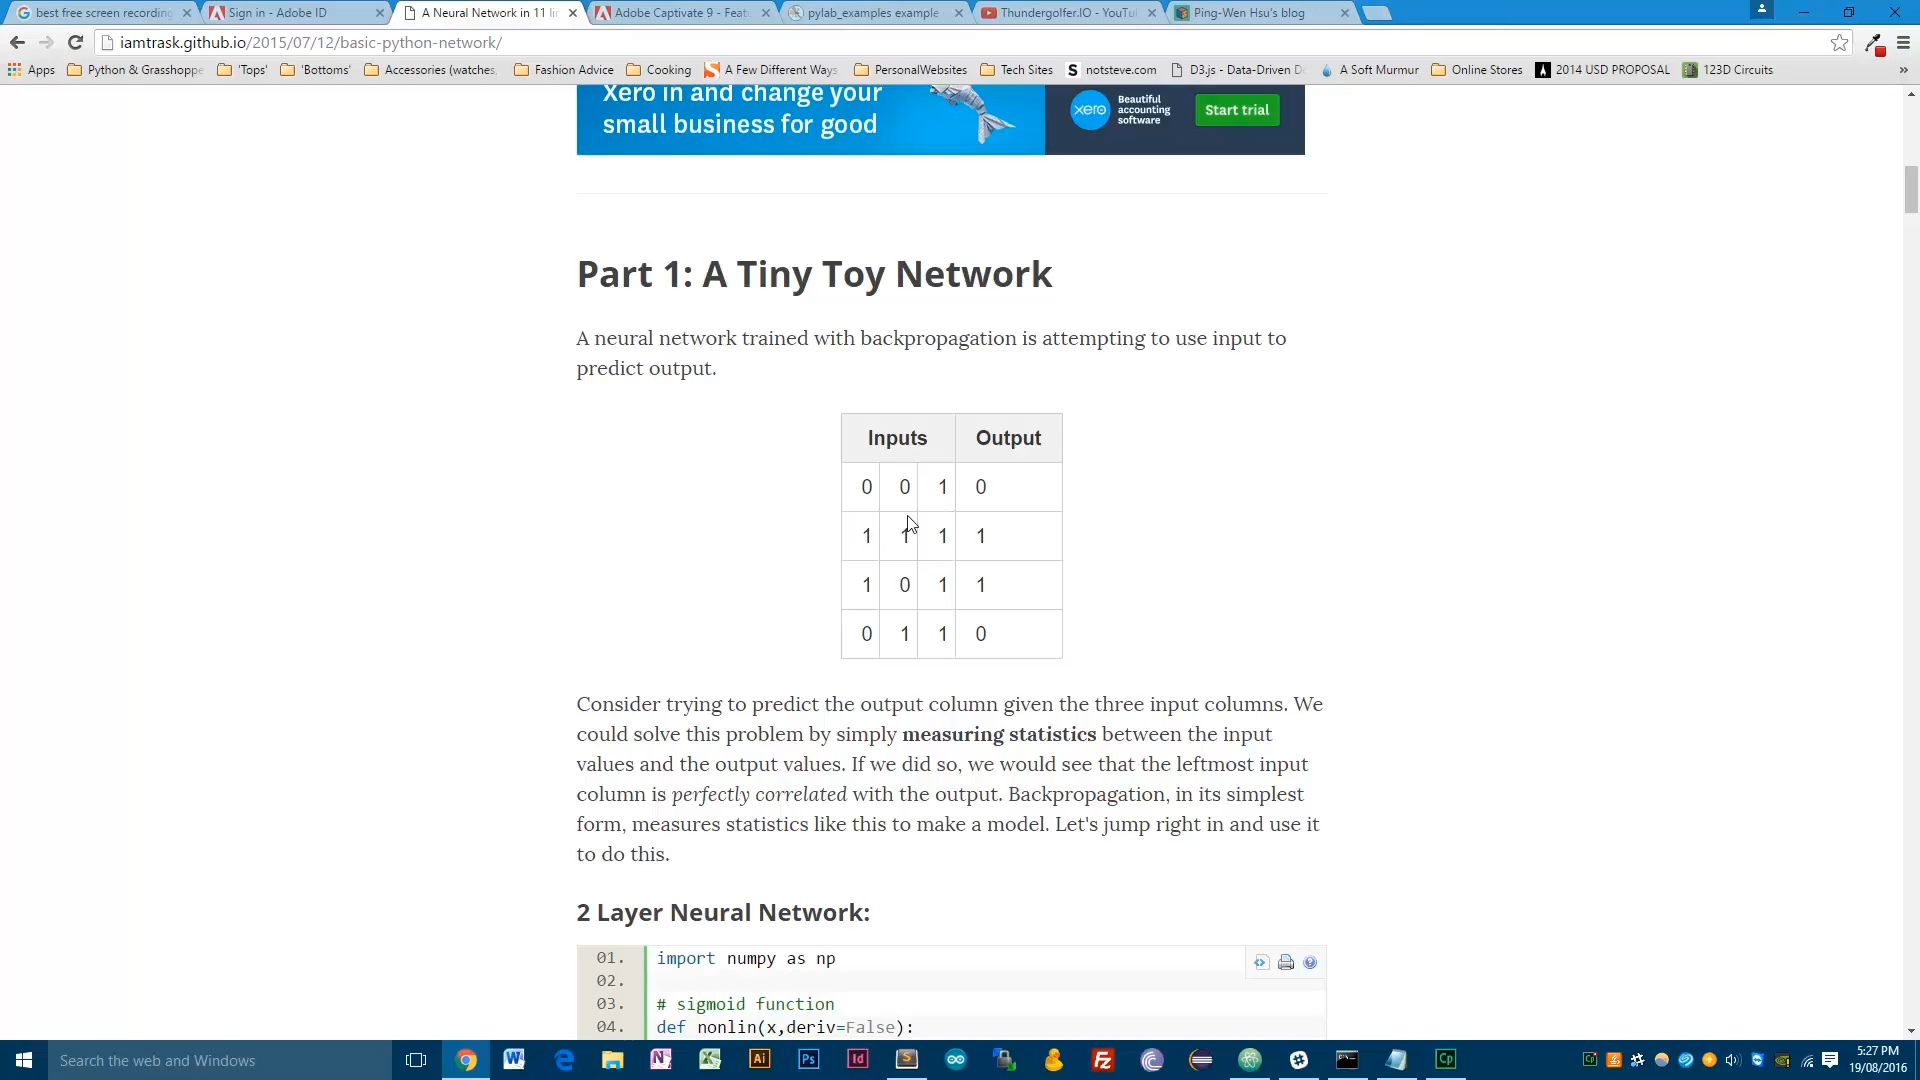 best free screen recording
Sign in - Adobe ID
A Neural Network in 11 li
Adobe Captivate 9 - Feat
pylab_examples example
Thundergolfer.IO - YouTu
Ping-Wen Hsu's blog
iamtrask.github.io/2015/07/12/basic-python-network/
Apps
Python & Grasshoppe
'Tops'
'Bottoms'
Accessories (watches,
Fashion Advice
Cooking
A Few Different Ways
PersonalWebsites
Tech Sites
S notsteve.com
D3.js - Data-Driven D
A Soft Murmur
Online Stores
2014 USD PROPOSAL
123D Circuits
»
Xero in and change your
small business for good
xero
Beautiful
accounting
software
Start trial
Part 1: A Tiny Toy Network
A neural network trained with backpropagation is attempting to use input to
predict output.
Inputs Output
0 0 1 0
1 1 1 1
1 0 1 1
0 1 1 0
Consider trying to predict the output column given the three input columns. We
could solve this problem by simply measuring statistics between the input
values and the output values. If we did so, we would see that the leftmost input
column is perfectly correlated with the output. Backpropagation, in its simplest
form, measures statistics like this to make a model. Let's jump right in and use it
to do this.
2 Layer Neural Network:
01. import numpy as np
02.
03. # sigmoid function
04. def nonlin(x,deriv=False):
Search the web and Windows
Ai
Ps
Id
S
Fz
Cp
5:27 PM
19/08/2016